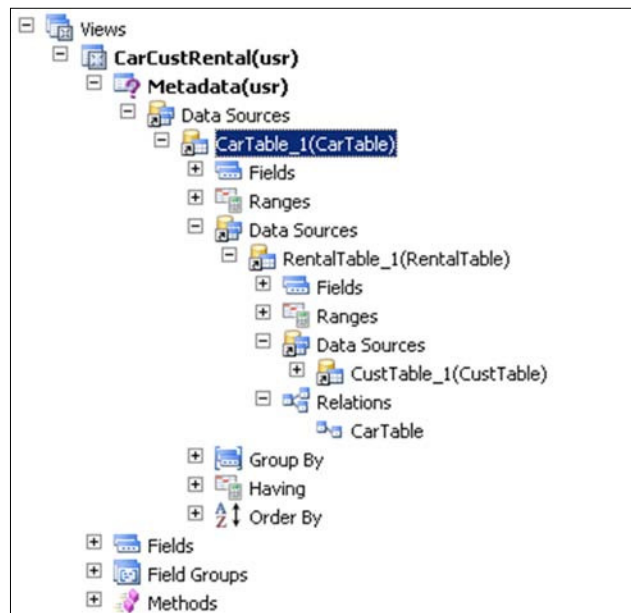 Views
CarCustRental(usr)
Metadata(usr)
Data Sources
CarTable_1(CarTable)
Fields
Ranges
Data Sources
RentalTable_1(RentalTable)
Fields
Ranges
Data Sources
CustTable_1(CustTable)
Relations
CarTable
Group By
Having
Order By
Fields
Field Groups
Methods